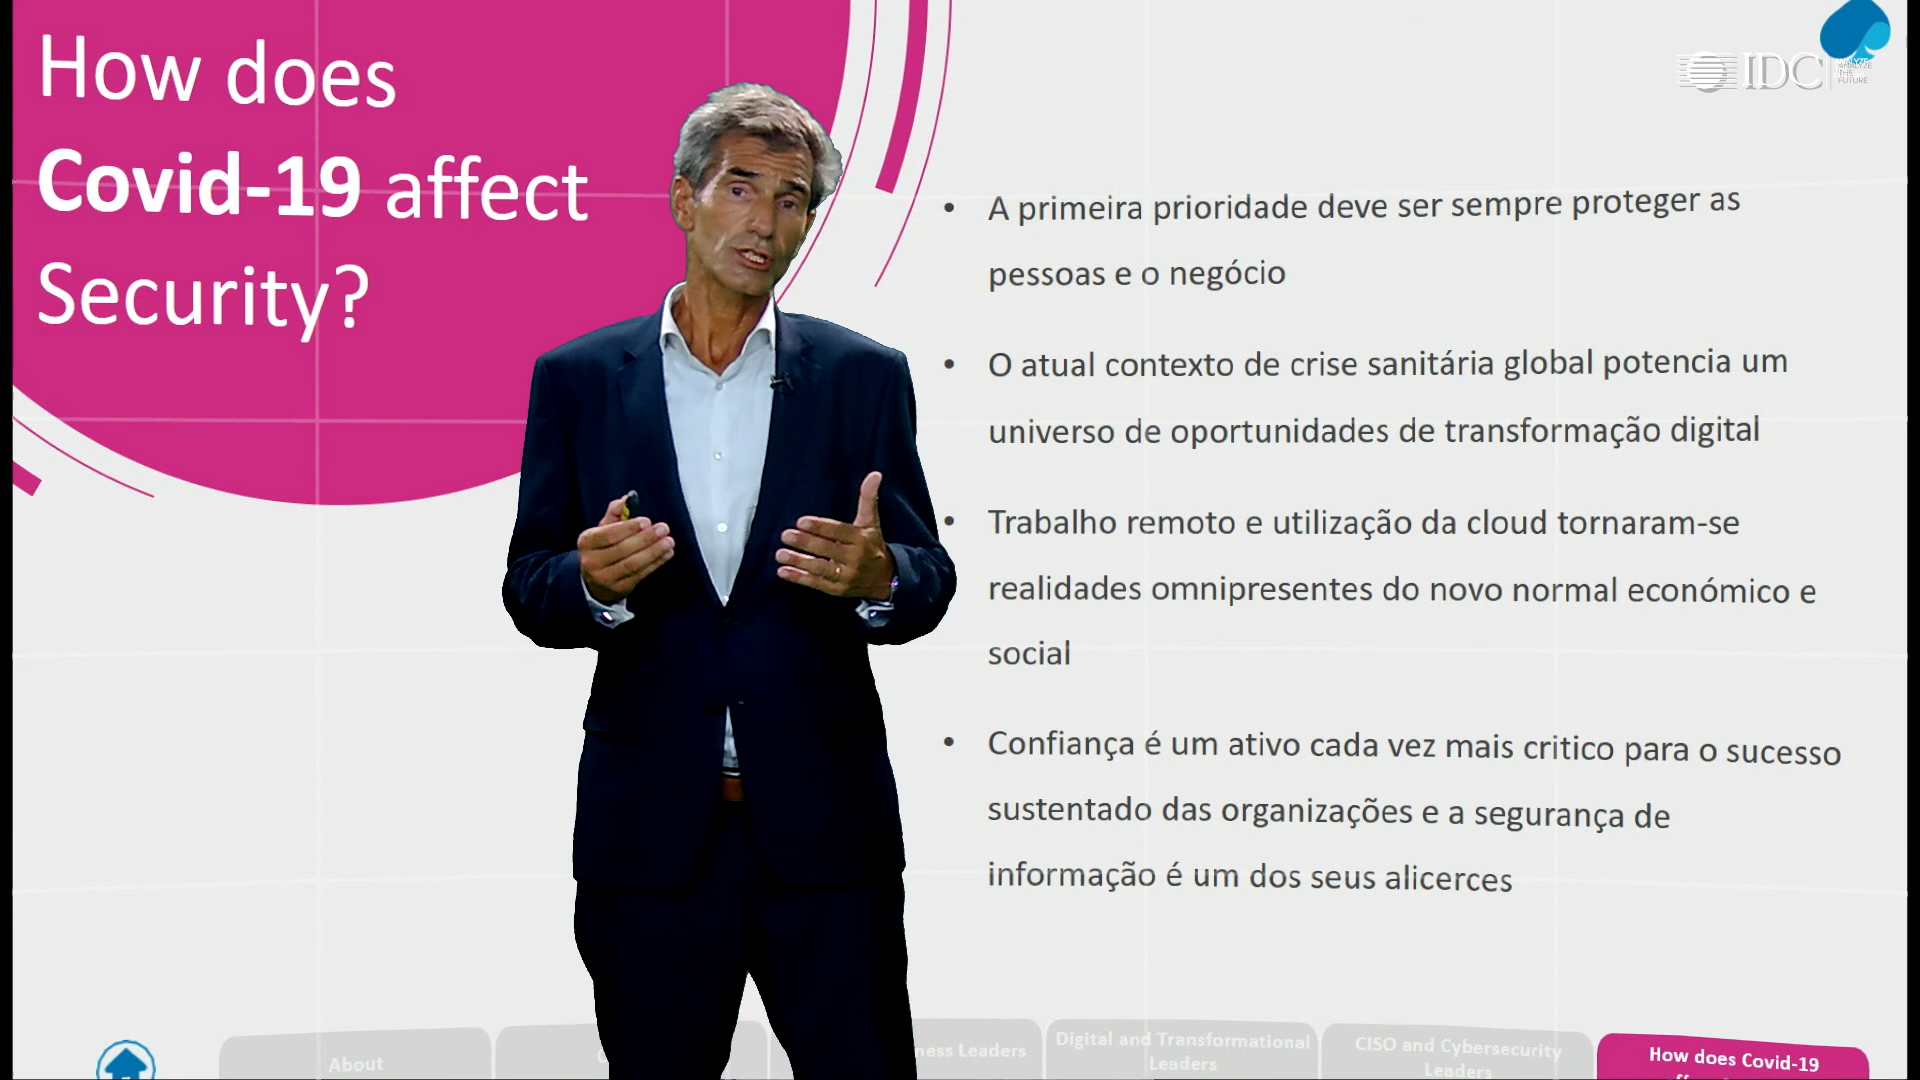 How does
Covid-19 affect
Security?
IDC
ANALYZE
THE
FUTURE
• A primeira prioridade deve ser sempre proteger as
pessoas e o negócio
• O atual contexto de crise sanitária global potencia um
universo de oportunidades de transformação digital
• Trabalho remoto e utilização da cloud tornaram-se
realidades omnipresentes do novo normal económico e
social
• Confiança é um ativo cada vez mais critico para o sucesso
sustentado das organizações e a segurança de
informação é um dos seus alicerces
About
Leaders
Digital and Transformational
Leaders
CISO and Cybersecurity
Leaders
How does Covid-19